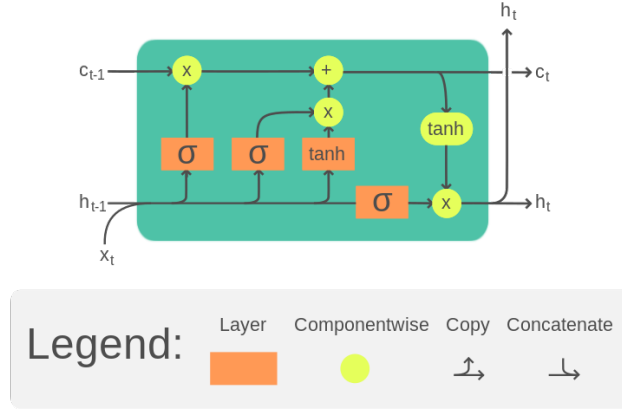 h_t
c_t-1 x + c_t
x tanh
σ σ tanh
h_t-1 σ x h_t
x_t
Legend:
Layer Componentwise Copy Concatenate